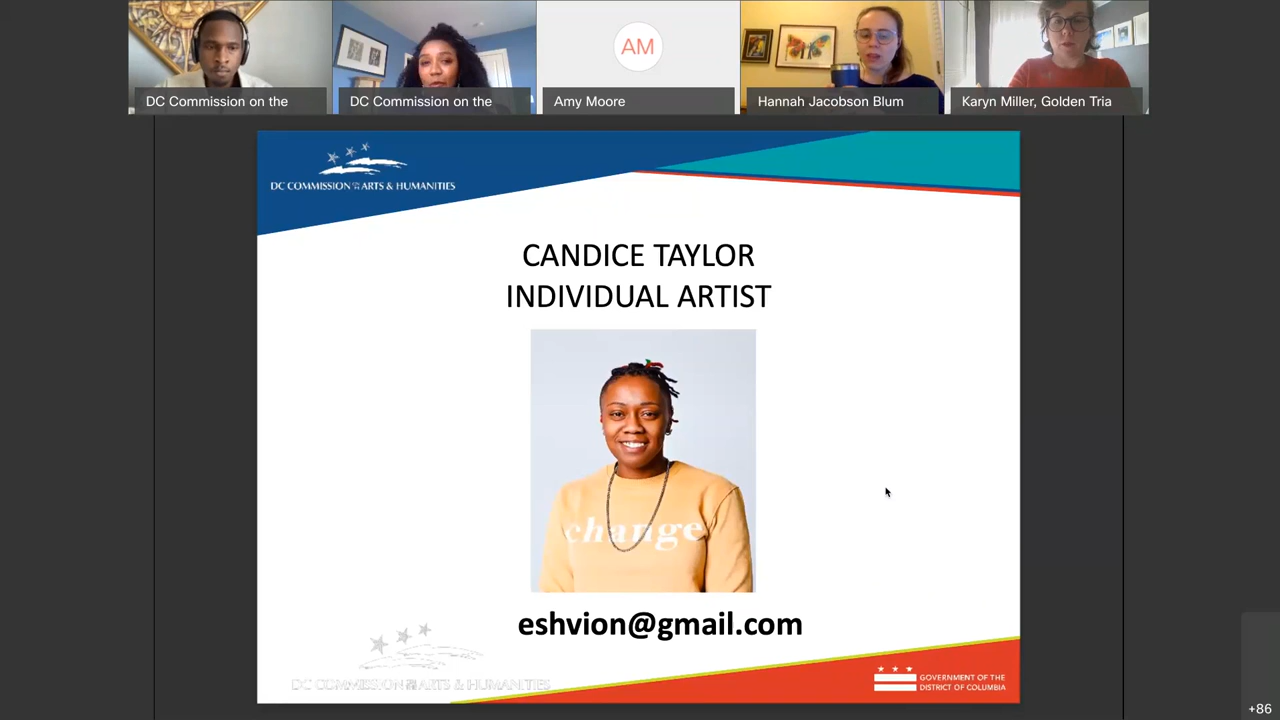 AM
DC Commission on the
DC Commission on the
Amy Moore
Hannah Jacobson Blum
Karyn Miller, Golden Tria
DC COMMISSION ON THE ARTS & HUMANITIES
CANDICE TAYLOR
INDIVIDUAL ARTIST
change
eshvion@gmail.com
DC COMMISSION ON THE ARTS & HUMANITIES
GOVERNMENT OF THE
DISTRICT OF COLUMBIA
+86